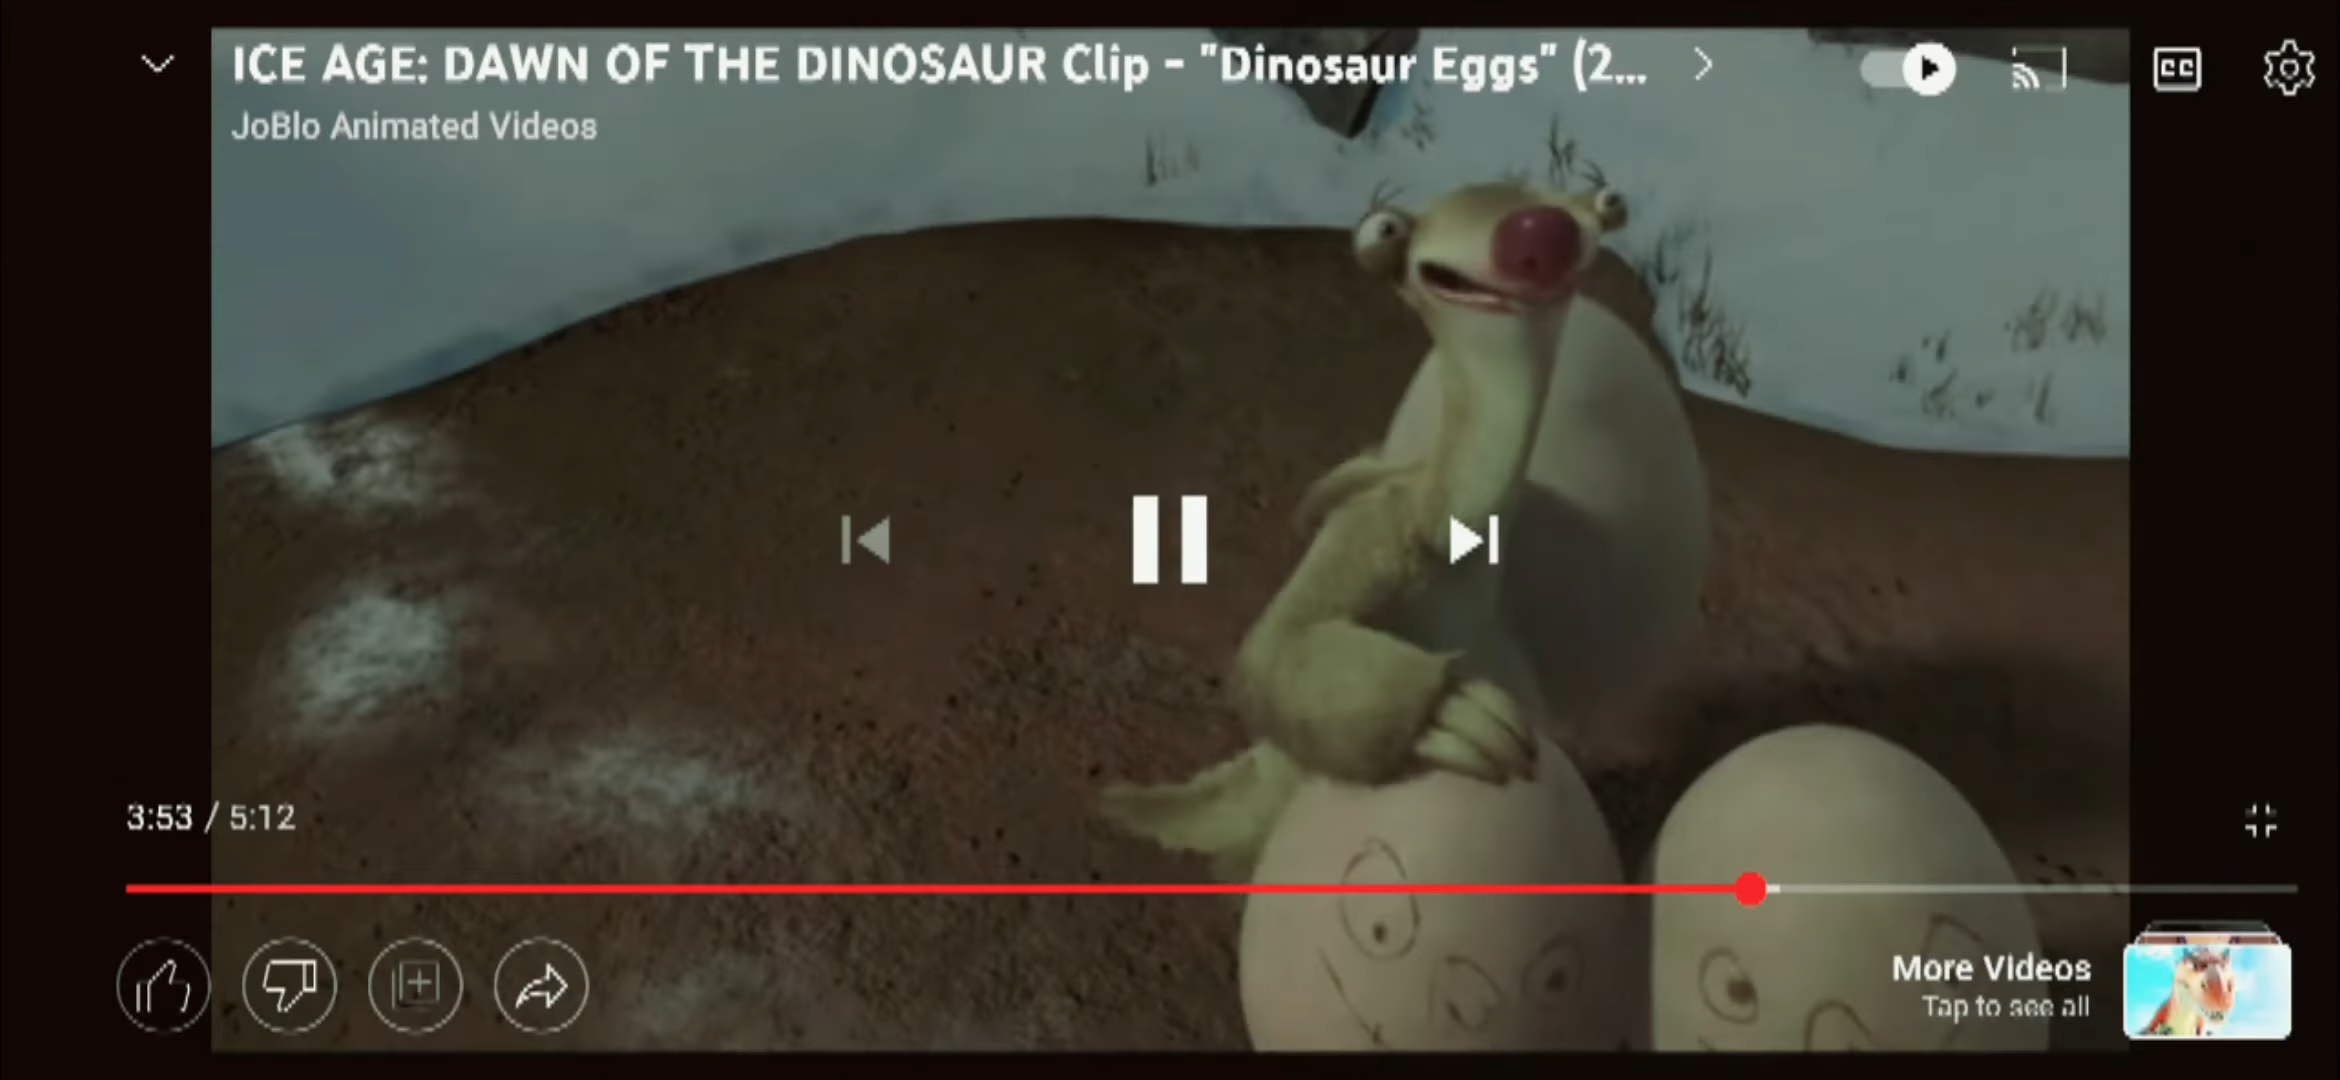 ICE AGE: DAWN OF THE DINOSAUR Clip - "Dinosaur Eggs" (2...
JoBlo Animated Videos
CC
3:53 / 5:12
More Videos
Tap to see all